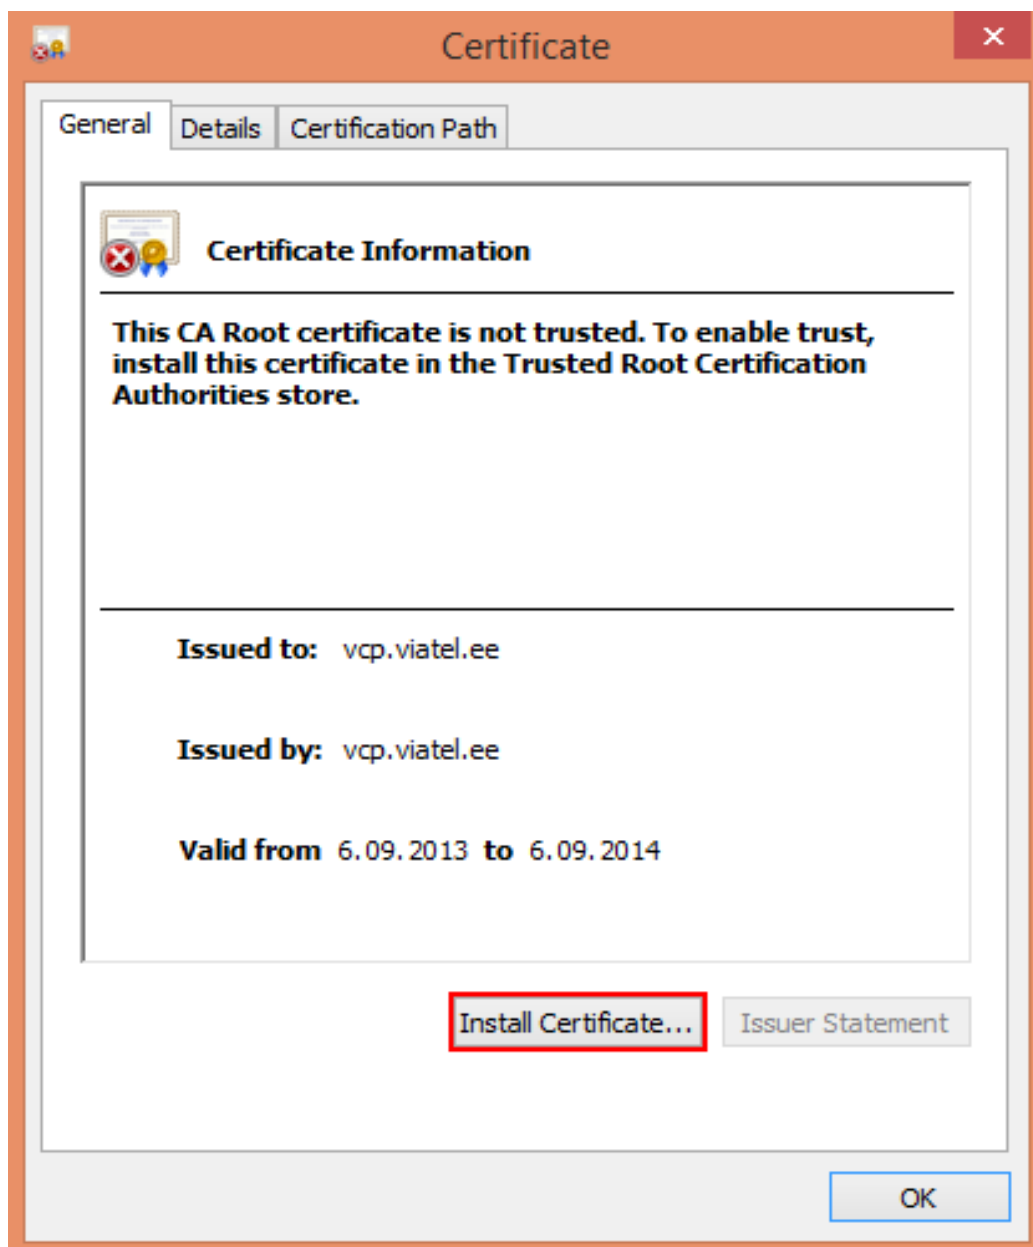 Certificate
General Details Certification Path
Certificate Information
This CA Root certificate is not trusted. To enable trust,
install this certificate in the Trusted Root Certification
Authorities store.
Issued to: vcp.viatel.ee
Issued by: vcp.viatel.ee
Valid from 6.09.2013 to 6.09.2014
Install Certificate... Issuer Statement
OK